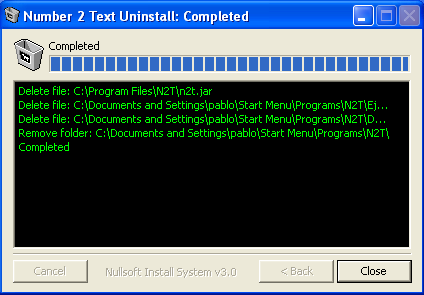 Number 2 Text Uninstall: Completed
Completed
Delete file: C:\Program Files\N2T\n2t.jar
Delete file: C:\Documents and Settings\pablo\Start Menu\Programs\N2T\Ej...
Delete file: C:\Documents and Settings\pablo\Start Menu\Programs\N2T\D...
Remove folder: C:\Documents and Settings\pablo\Start Menu\Programs\N2T\
Completed
Cancel
Nullsoft Install System v3.0
< Back
Close